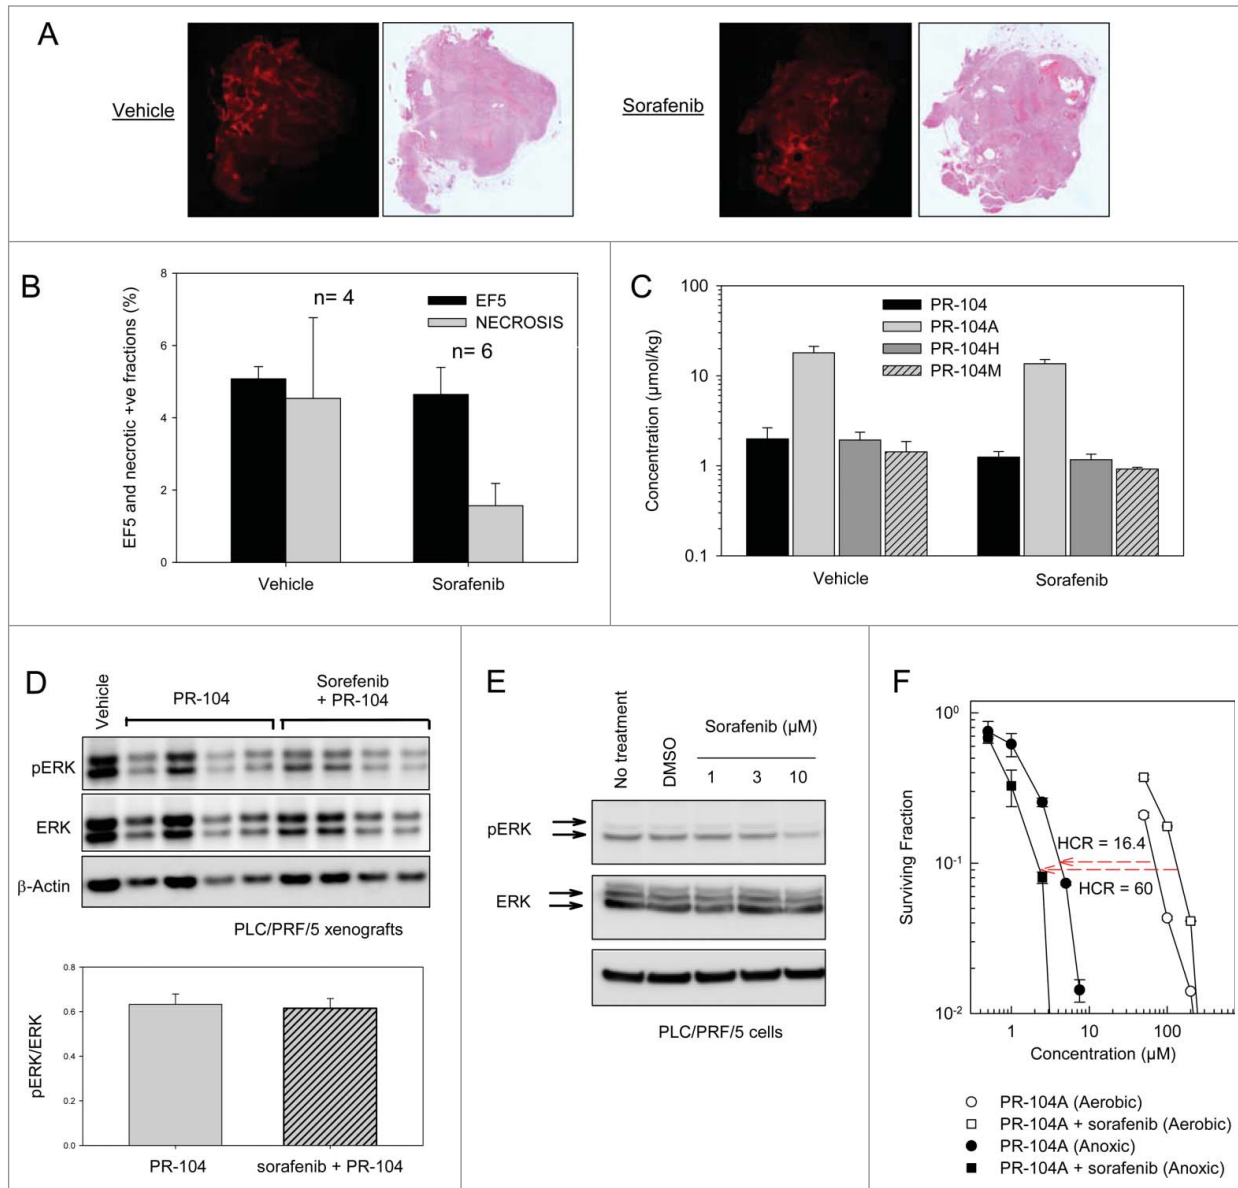 A
Vehicle
Sorafenib
B
EF5 and necrotic +ve fractions (%)
8
6
4
2
0
n= 4
n= 6
EF5
NECROSIS
Vehicle
Sorafenib
C
Concentration (µmol/kg)
100
10
1
0.1
PR-104
PR-104A
PR-104H
PR-104M
Vehicle
Sorafenib
D
Vehicle
PR-104
Sorefenib
+ PR-104
pERK
ERK
β-Actin
PLC/PRF/5 xenografts
pERK/ERK
0.8
0.6
0.4
0.2
0.0
PR-104
sorafenib + PR-104
E
No treatment
DMSO
Sorafenib (µM)
1 3 10
pERK
ERK
PLC/PRF/5 cells
F
Surviving Fraction
10⁰
10⁻¹
10⁻²
HCR = 16.4
HCR = 60
1 10 100
Concentration (µM)
PR-104A (Aerobic)
PR-104A + sorafenib (Aerobic)
PR-104A (Anoxic)
PR-104A + sorafenib (Anoxic)